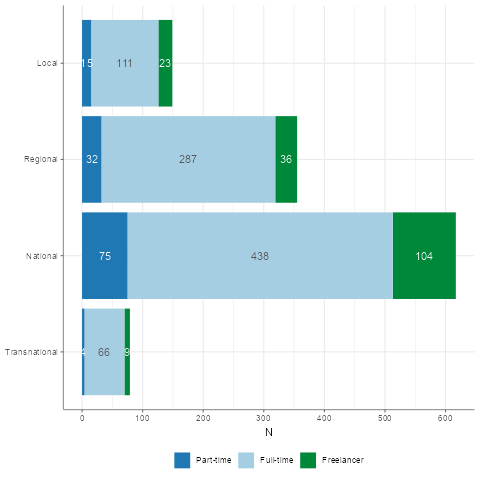 Local 15 111 23
Regional 32 287 36
National 75 438 104
Transnational 4 66 9
0 100 200 300 400 500 600
N
Part-time Full-time Freelancer